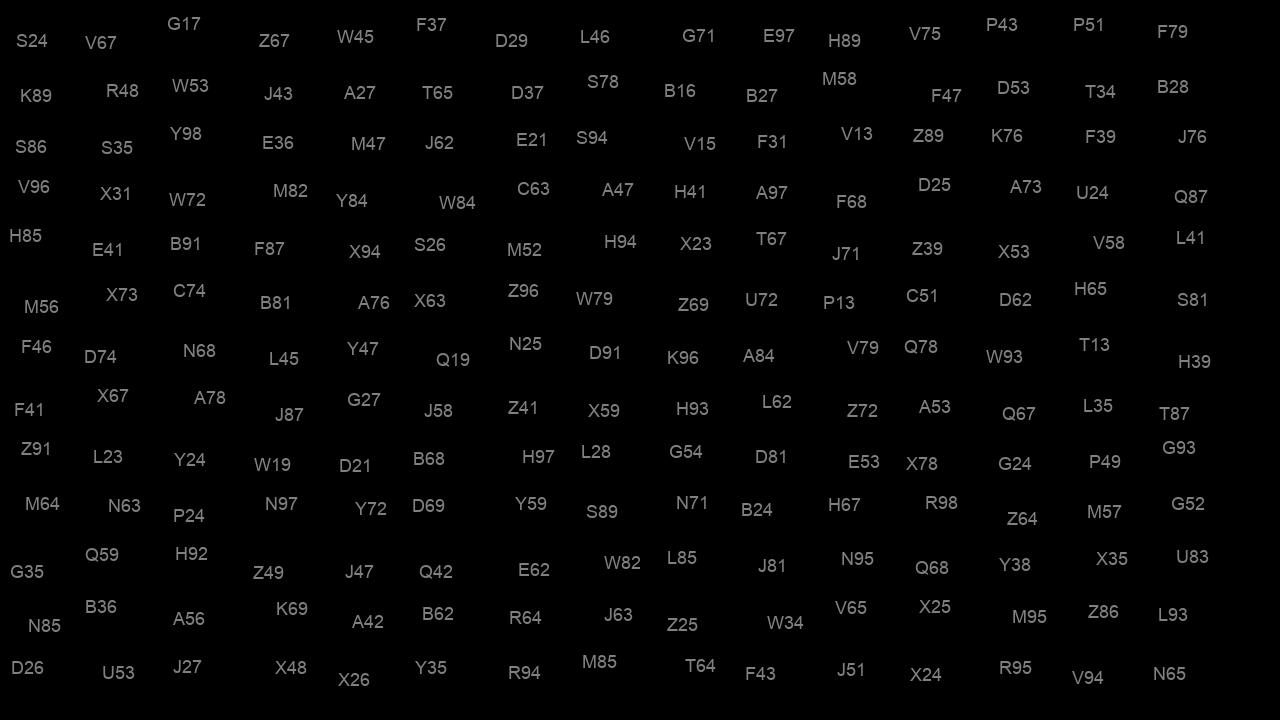 S24 V67 G17 Z67 W45 F37 D29 L46 G71 E97 H89 V75 P43 P51 F79
K89 R48 W53 J43 A27 T65 D37 S78 B16 B27 M58 F47 D53 T34 B28
S86 S35 Y98 E36 M47 J62 E21 S94 V15 F31 V13 Z89 K76 F39 J76
V96 X31 W72 M82 Y84 W84 C63 A47 H41 A97 F68 D25 A73 U24 Q87
H85 E41 B91 F87 X94 S26 M52 H94 X23 T67 J71 Z39 X53 V58 L41
M56 X73 C74 B81 A76 X63 Z96 W79 Z69 U72 P13 C51 D62 H65 S81
F46 D74 N68 L45 Y47 Q19 N25 D91 K96 A84 V79 Q78 W93 T13 H39
F41 X67 A78 J87 G27 J58 Z41 X59 H93 L62 Z72 A53 Q67 L35 T87
Z91 L23 Y24 W19 D21 B68 H97 L28 G54 D81 E53 X78 G24 P49 G93
M64 N63 P24 N97 Y72 D69 Y59 S89 N71 B24 H67 R98 Z64 M57 G52
G35 Q59 H92 Z49 J47 Q42 E62 W82 L85 J81 N95 Q68 Y38 X35 U83
N85 B36 A56 K69 A42 B62 R64 J63 Z25 W34 V65 X25 M95 Z86 L93
D26 U53 J27 X48 X26 Y35 R94 M85 T64 F43 J51 X24 R95 V94 N65